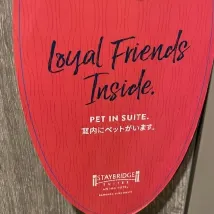 Loyal Friends
Inside.
PET IN SUITE.
室内にペットがいます。
STAYBRIDGE
SUITES